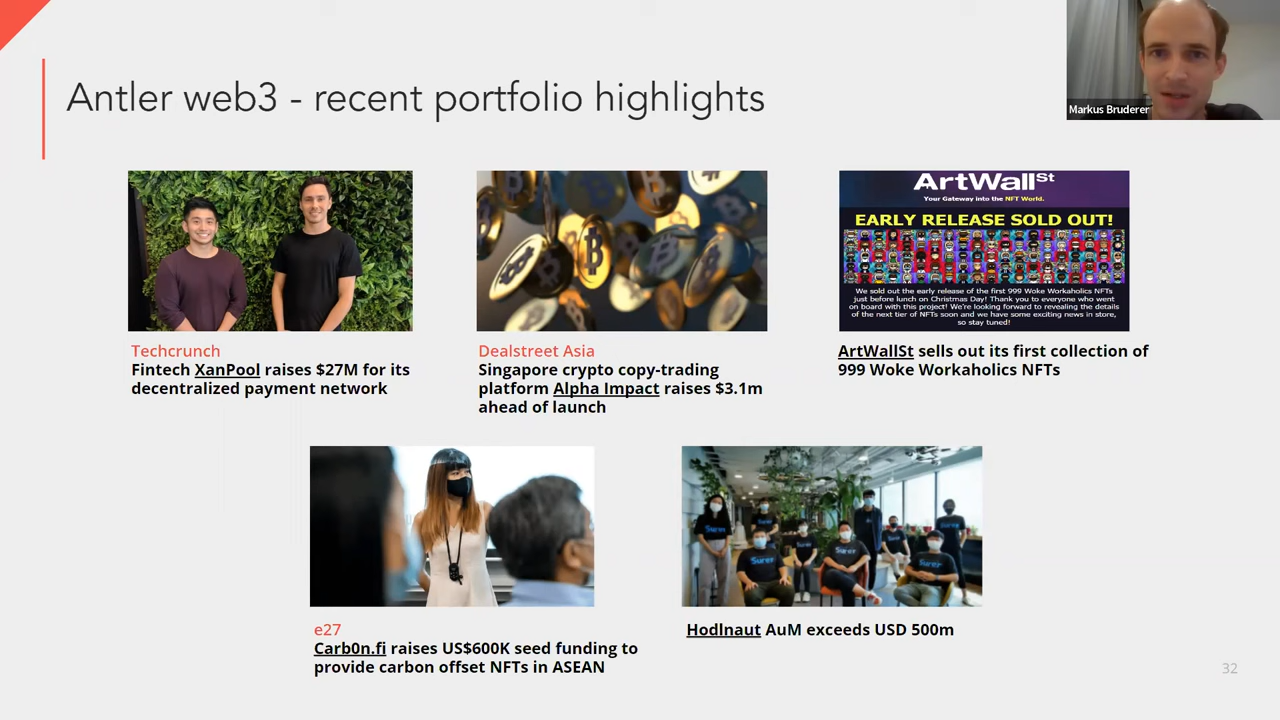 Antler web3 - recent portfolio highlights
Markus Bruderer
ArtWallSt
Your Gateway into the NFT World.
EARLY RELEASE SOLD OUT!
We sold out the early release of the first 999 Woke Workaholics NFTs
just before lunch on Christmas Day! Thank you to everyone who went
on board with this project! We're looking forward to revealing the details
of the next tier of NFTs soon and we have some exciting news in store,
so stay tuned!
Techcrunch
Fintech XanPool raises $27M for its
decentralized payment network
Dealstreet Asia
Singapore crypto copy-trading
platform Alpha Impact raises $3.1m
ahead of launch
ArtWallSt sells out its first collection of
999 Woke Workaholics NFTs
e27
Carb0n.fi raises US$600K seed funding to
provide carbon offset NFTs in ASEAN
Hodlnaut AuM exceeds USD 500m
32